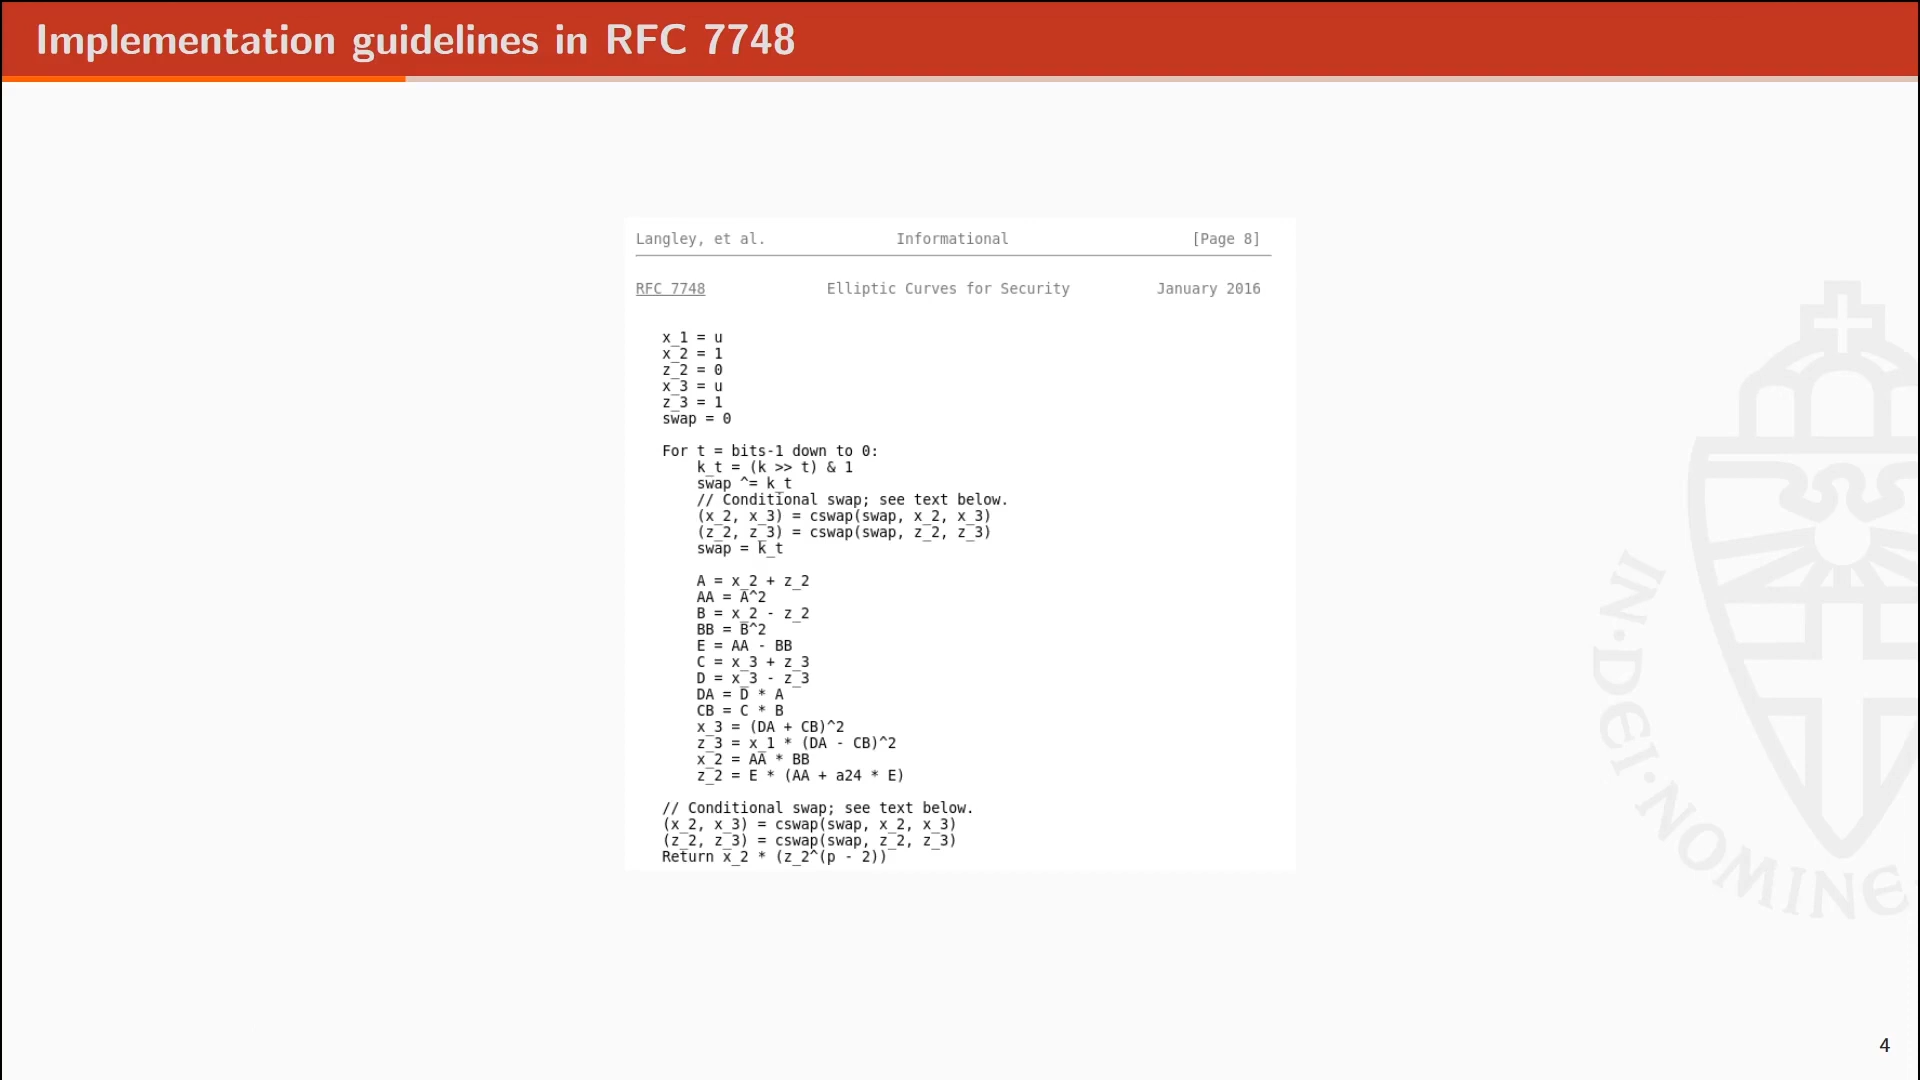 Implementation guidelines in RFC 7748
Langley, et al. Informational [Page 8]
RFC 7748 Elliptic Curves for Security January 2016
x_1 = u
x_2 = 1
z_2 = 0
x_3 = u
z_3 = 1
swap = 0
For t = bits-1 down to 0:
k_t = (k >> t) & 1
swap ^= k_t
// Conditional swap; see text below.
(x_2, x_3) = cswap(swap, x_2, x_3)
(z_2, z_3) = cswap(swap, z_2, z_3)
swap = k_t
A = x_2 + z_2
AA = A^2
B = x_2 - z_2
BB = B^2
E = AA - BB
C = x_3 + z_3
D = x_3 - z_3
DA = D * A
CB = C * B
x_3 = (DA + CB)^2
z_3 = x_1 * (DA - CB)^2
x_2 = AA * BB
z_2 = E * (AA + a24 * E)
// Conditional swap; see text below.
(x_2, x_3) = cswap(swap, x_2, x_3)
(z_2, z_3) = cswap(swap, z_2, z_3)
Return x_2 * (z_2^(p - 2))
IN·DEI·NOMINE
4